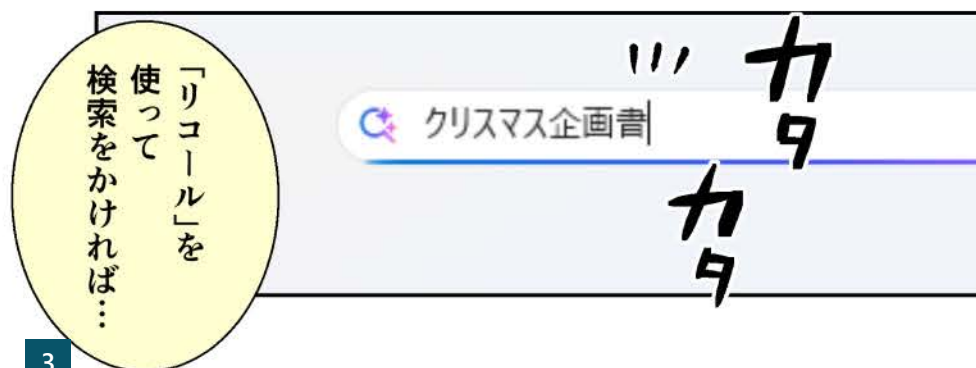 「リコール」を
使って
検索をかければ…
クリスマス企画書
カタ
カタ
3